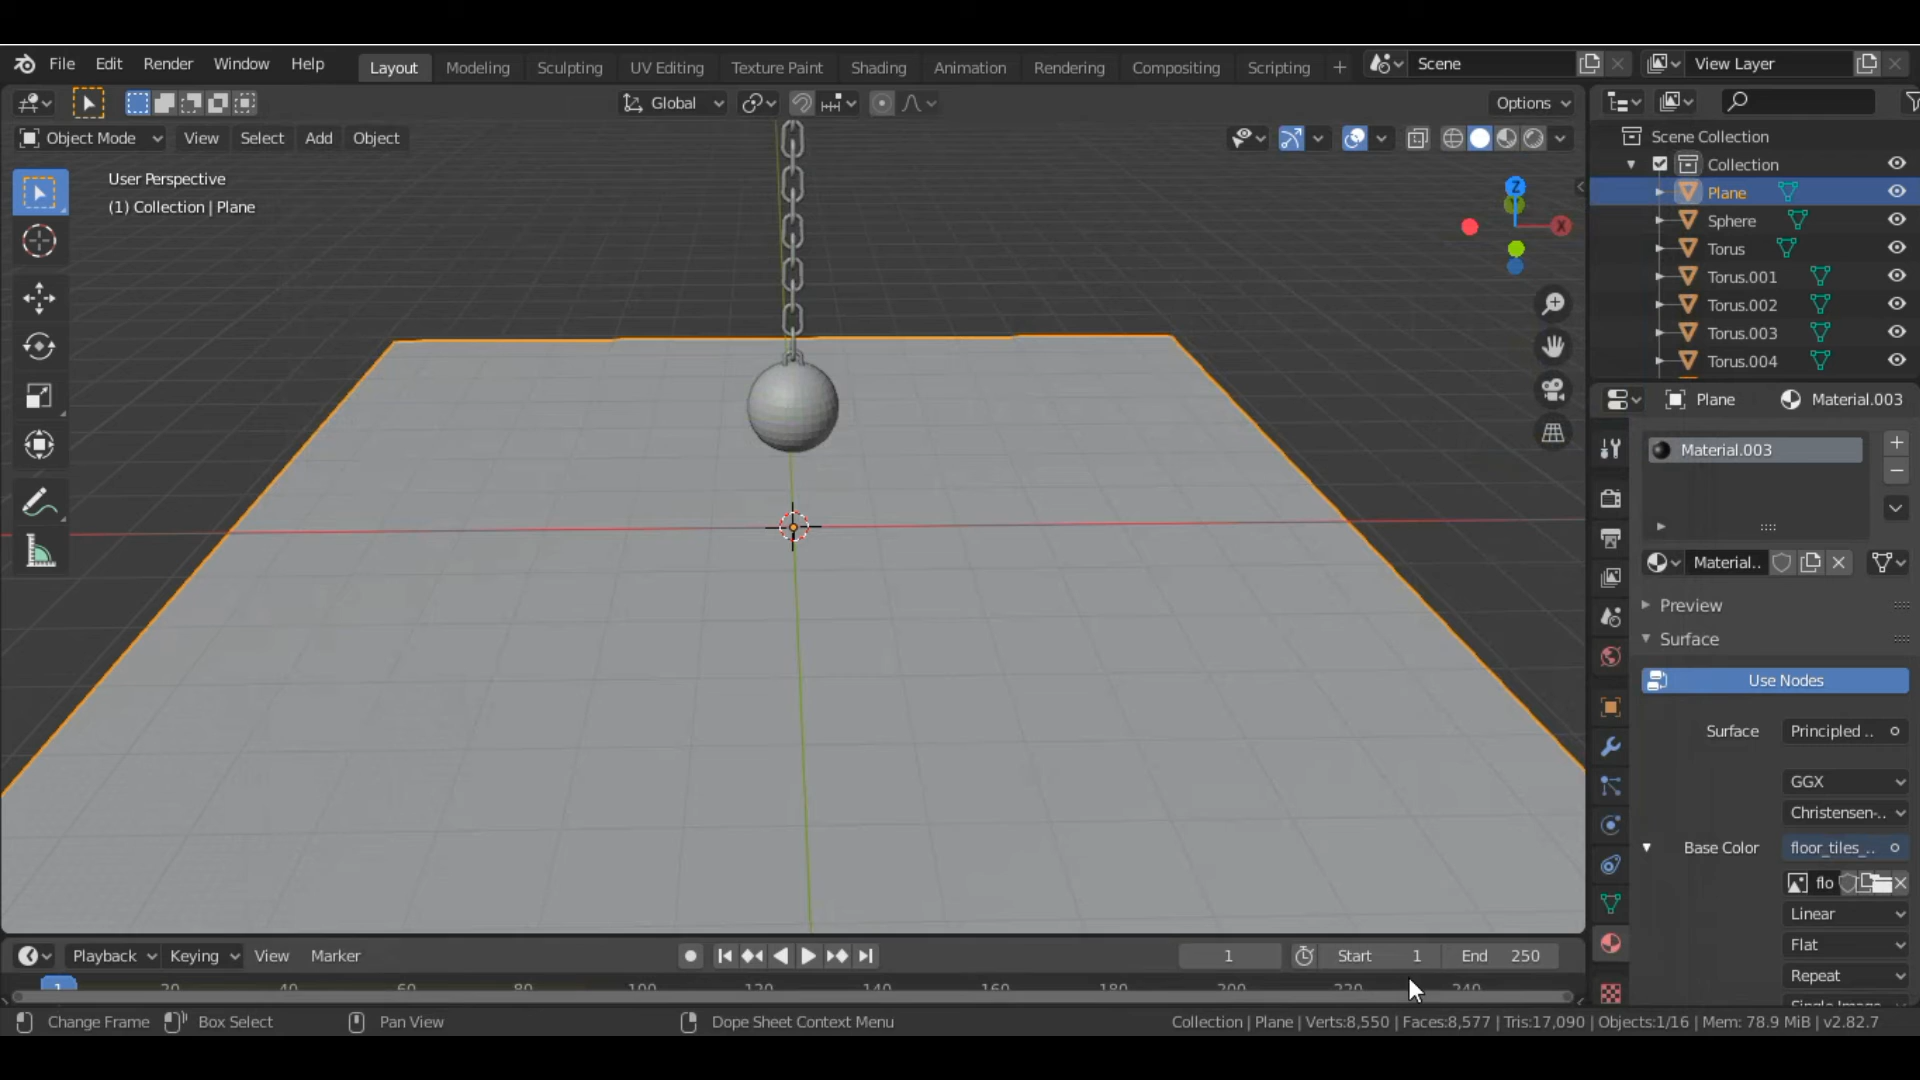 File Edit Render Window Help Layout Modeling Sculpting UV Editing Texture Paint Shading Animation Rendering Compositing Scripting + Scene View Layer
Global Options
Object Mode View Select Add Object
User Perspective
(1) Collection | Plane
Z
X
Scene Collection
Collection
Plane
Sphere
Torus
Torus.001
Torus.002
Torus.003
Torus.004
Plane Material.003
Material.003
Material..
Preview
Surface
Use Nodes
Surface Principled ..
GGX
Christensen-..
Base Color floor_tiles_..
flo
Linear
Flat
Repeat
Single Image
Playback Keying View Marker 1 Start 1 End 250
1 20 40 60 80 100 120 140 160 180 200 220 240
Change Frame Box Select Pan View Dope Sheet Context Menu Collection | Plane | Verts:8,550 | Faces:8,577 | Tris:17,090 | Objects:1/16 | Mem: 78.9 MiB | v2.82.7